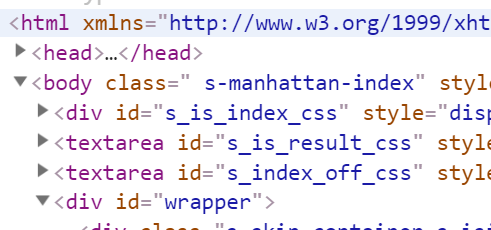 <html xmlns="http://www.w3.org/1999/xht
<head>…</head>
<body class=" s-manhattan-index" style
<div id="s_is_index_css" style="disp
<textarea id="s_is_result_css" style
<textarea id="s_index_off_css" style
<div id="wrapper">